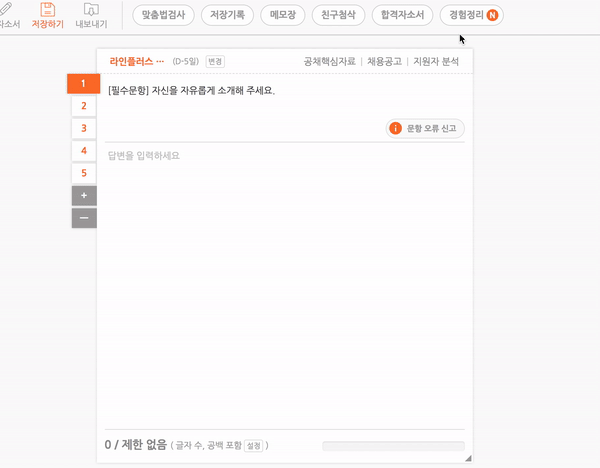 자소서 저장하기 내보내기 맞춤법검사 저장기록 메모장 친구첨삭 합격자소서 경험정리 N
라인플러스 ··· (D-5일) 변경 공채핵심자료 | 채용공고 | 지원자 분석
1
[필수문항] 자신을 자유롭게 소개해 주세요.
2
3
i 문항 오류 신고
4
답변을 입력하세요
5
+
−
0 / 제한 없음 ( 글자 수, 공백 포함 설정 )